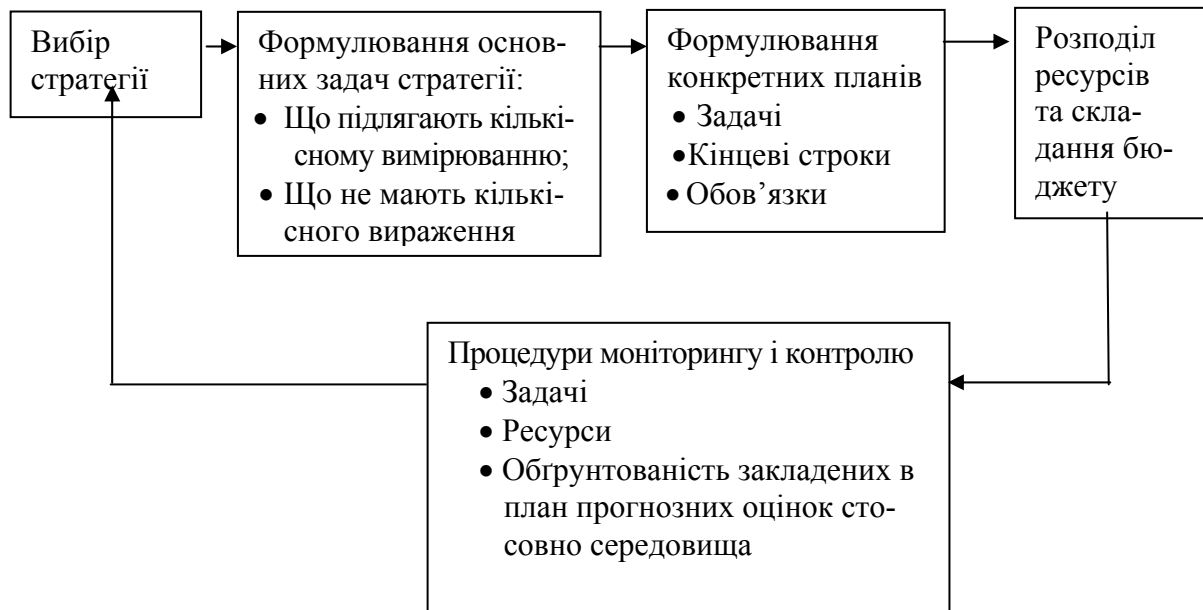 Вибір
стратегії
Формулювання основ-
них задач стратегії:
• Що підлягають кількі-
сному вимірюванню;
• Що не мають кількі-
сного вираження
Формулювання
конкретних планів
• Задачі
•Кінцеві строки
• Обов’язки
Розподіл
ресурсів
та скла-
дання бю-
джету
Процедури моніторингу і контролю
• Задачі
• Ресурси
• Обґрунтованість закладених в
план прогнозних оцінок сто-
совно середовища